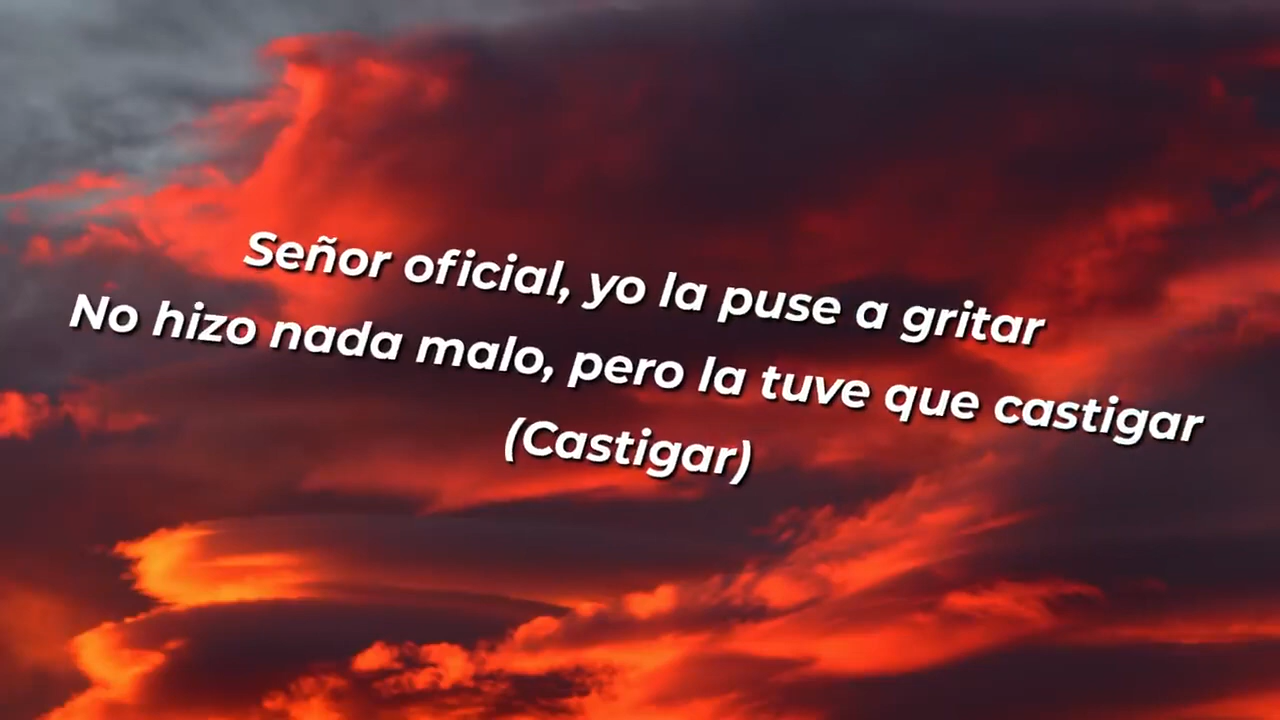 Señor oficial, yo la puse a gritar
No hizo nada malo, pero la tuve que castigar
(Castigar)